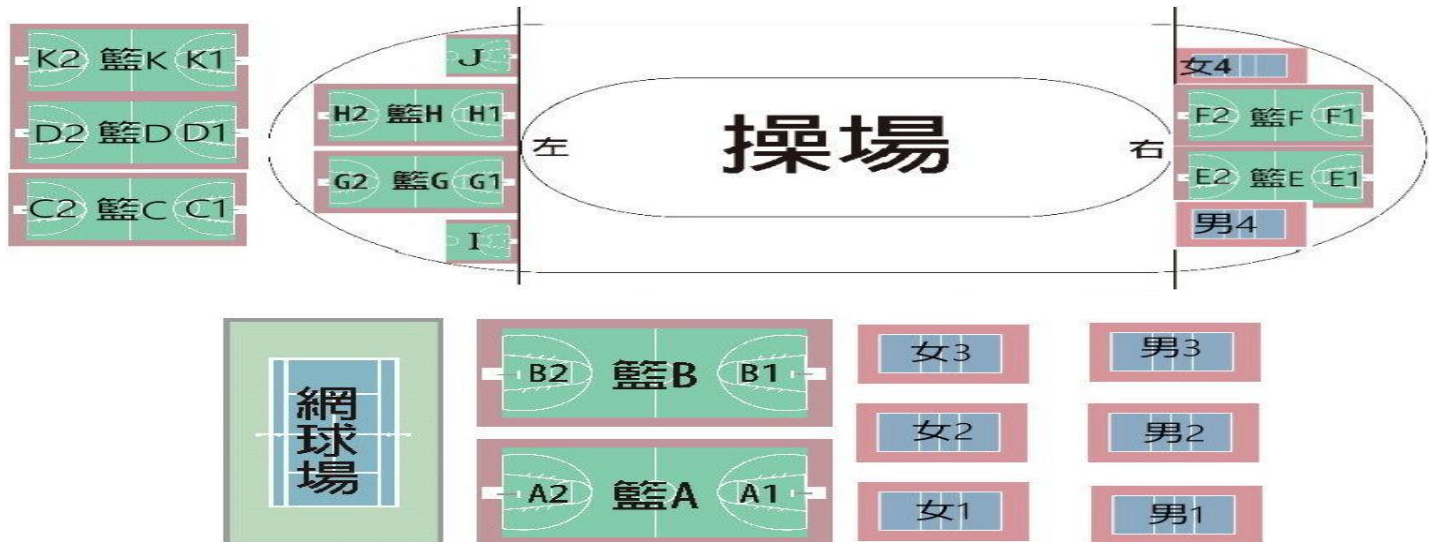 K2 籃K K1
D2 籃D D1
C2 籃C C1
J
H2 籃H H1
G2 籃G G1
I
左
操場
右
女4
F2 籃F F1
E2 籃E E1
男4
網球場
B2 籃B B1
A2 籃A A1
女3
男3
女2
男2
女1
男1